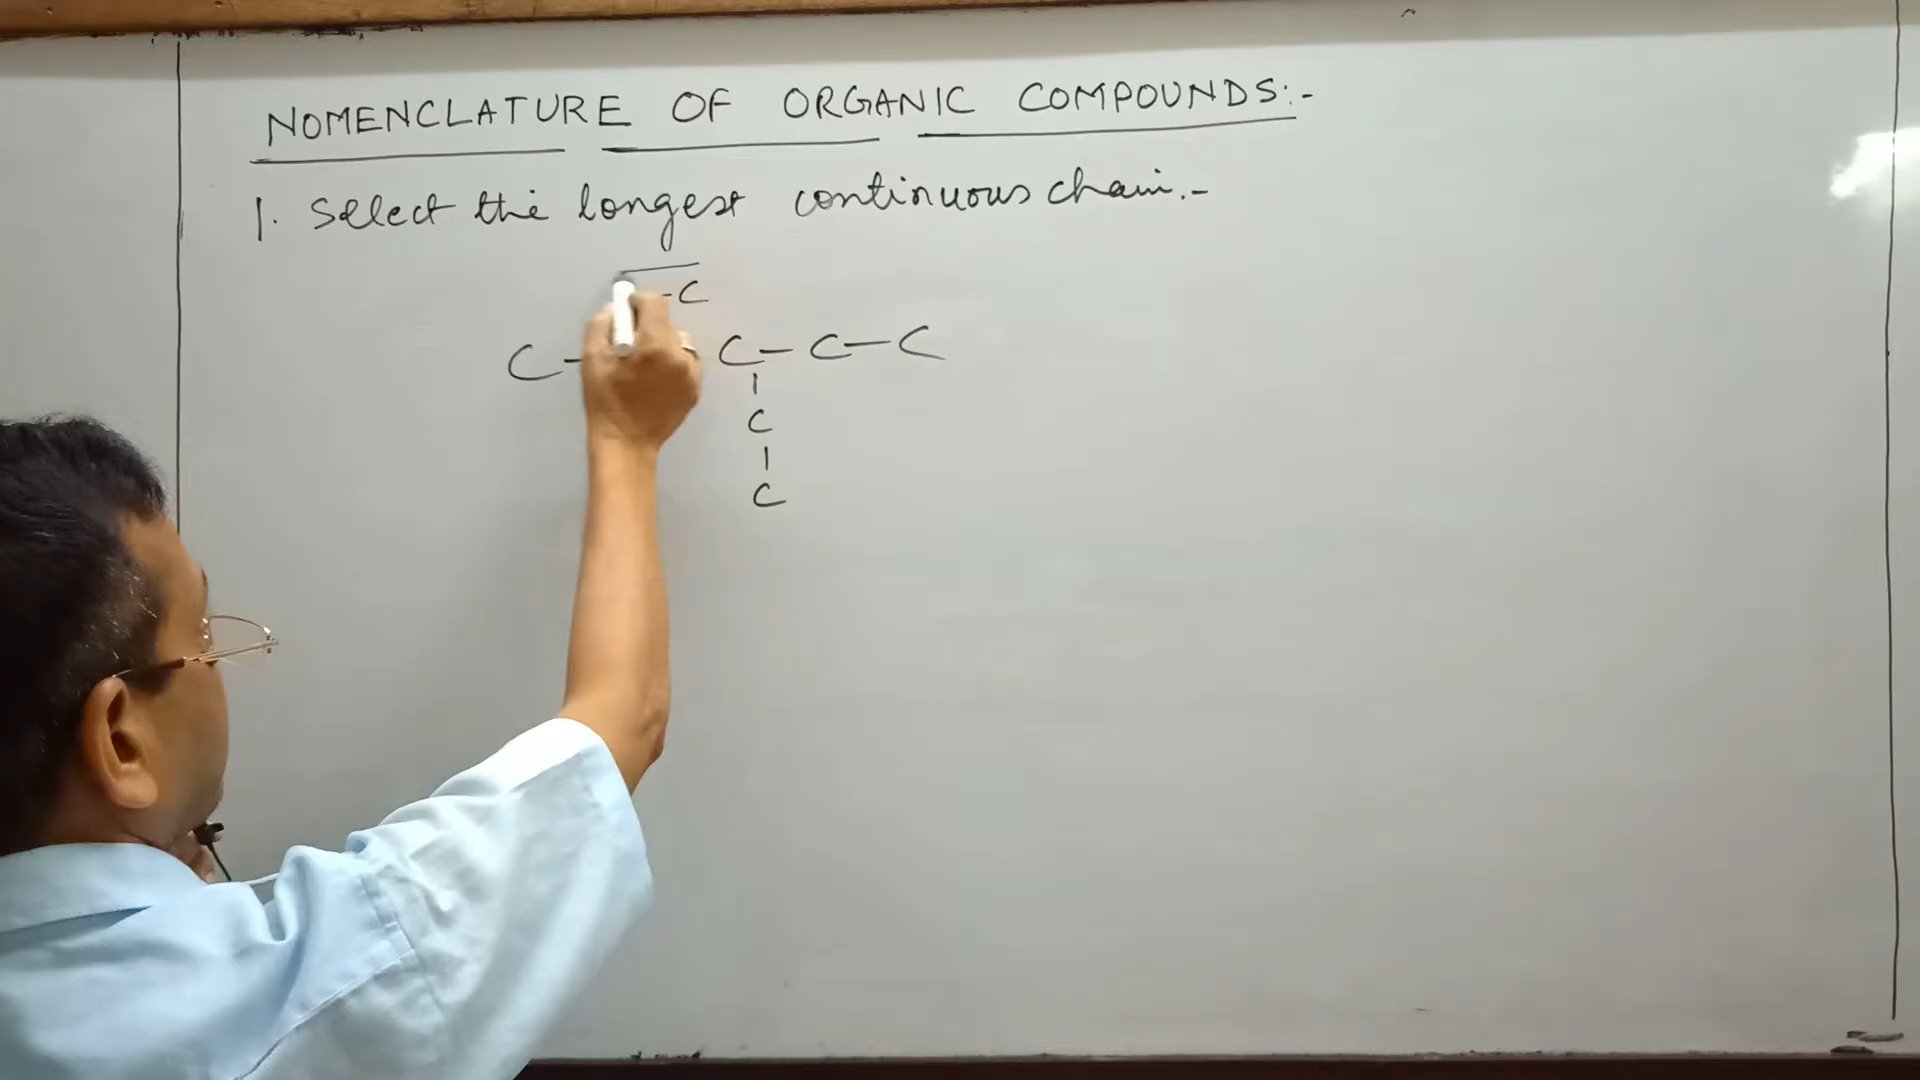 NOMENCLATURE OF ORGANIC COMPOUNDS:-
1. Select the longest continuous chain.-
-C
C- C-C-C
|
C
|
C